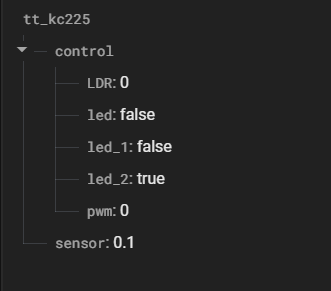 tt_kc225
control
LDR: 0
led: false
led_1: false
led_2: true
pwm: 0
sensor: 0.1